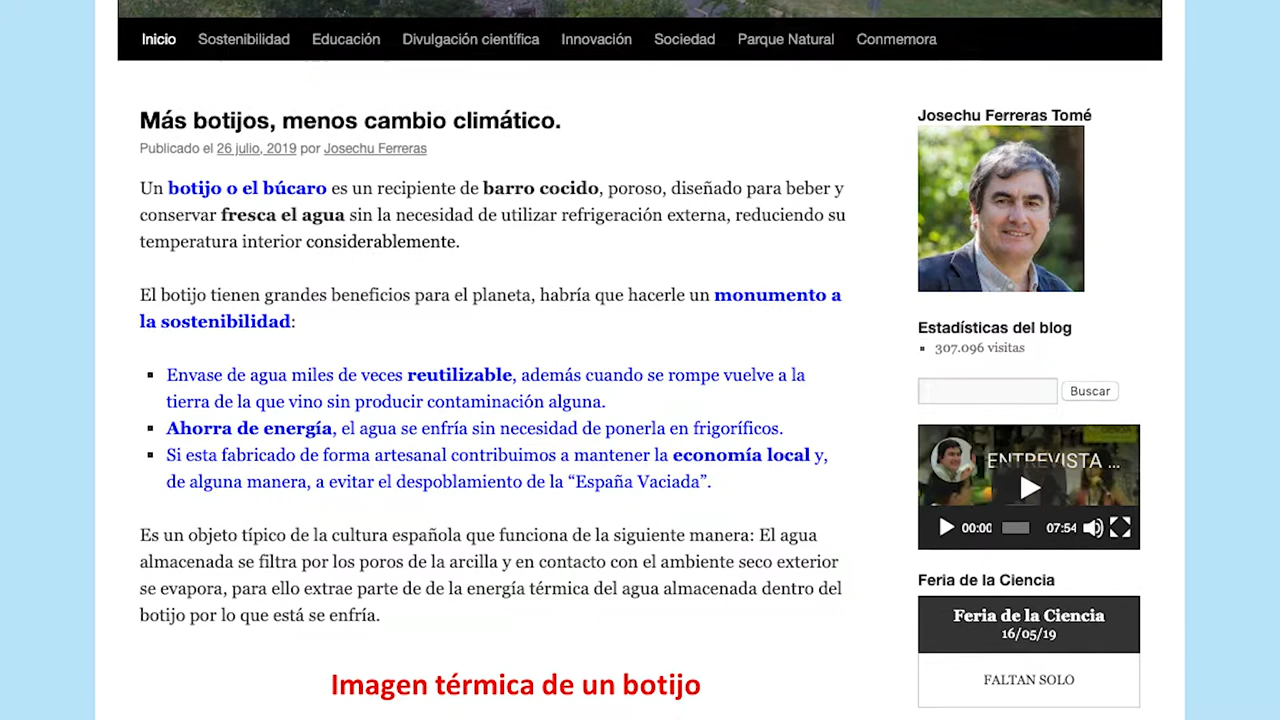 Inicio Sostenibilidad Educación Divulgación científica Innovación Sociedad Parque Natural Conmemora
Más botijos, menos cambio climático.
Publicado el 26 julio, 2019 por Josechu Ferreras
Un botijo o el búcaro es un recipiente de barro cocido, poroso, diseñado para beber y
conservar fresca el agua sin la necesidad de utilizar refrigeración externa, reduciendo su
temperatura interior considerablemente.
El botijo tienen grandes beneficios para el planeta, habría que hacerle un monumento a
la sostenibilidad:
Envase de agua miles de veces reutilizable, además cuando se rompe vuelve a la
tierra de la que vino sin producir contaminación alguna.
Ahorra de energía, el agua se enfría sin necesidad de ponerla en frigoríficos.
Si esta fabricado de forma artesanal contribuimos a mantener la economía local y,
de alguna manera, a evitar el despoblamiento de la “España Vaciada”.
Es un objeto típico de la cultura española que funciona de la siguiente manera: El agua
almacenada se filtra por los poros de la arcilla y en contacto con el ambiente seco exterior
se evapora, para ello extrae parte de de la energía térmica del agua almacenada dentro del
botijo por lo que está se enfría.
Imagen térmica de un botijo
Josechu Ferreras Tomé
Estadísticas del blog
307.096 visitas
Buscar
ENTREVISTA ...
00:00 07:54
Feria de la Ciencia
Feria de la Ciencia
16/05/19
FALTAN SOLO